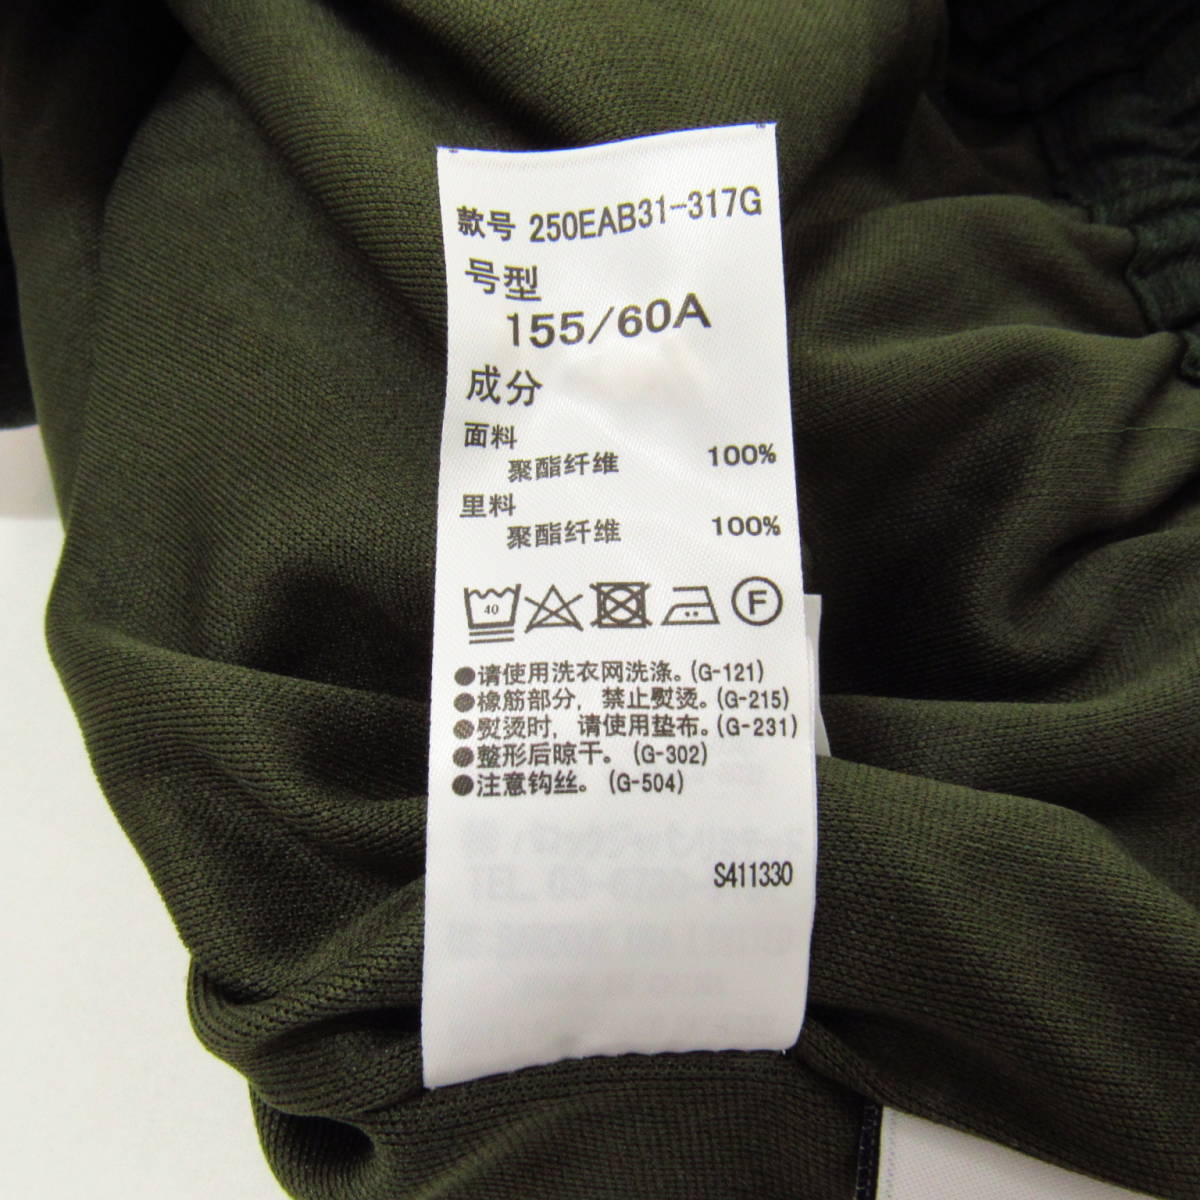 款号 250EAB31-317G
号型
155/60A
成分
面料
聚酯纤维 100%
里料
聚酯纤维 100%
40 F
●请使用洗衣网洗涤。(G-121)
●橡筋部分，禁止熨烫。(G-215)
●熨烫时，请使用垫布。(G-231)
●整形后晾干。(G-302)
●注意钩丝。(G-504)
S411330